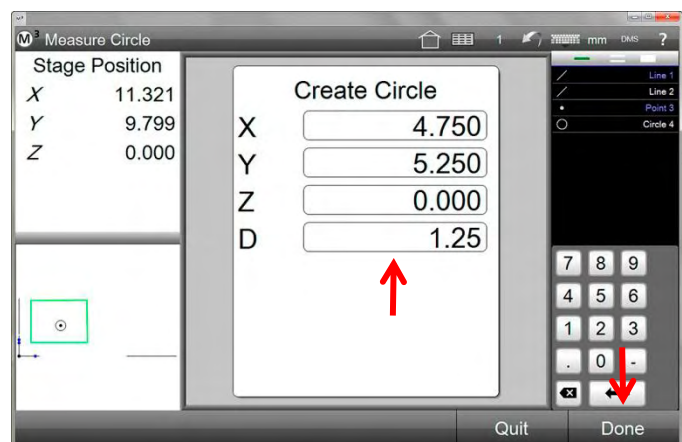 M³ Measure Circle 1 mm DMS ?
Stage Position
X 11.321
Y 9.799
Z 0.000
Create Circle
X 4.750
Y 5.250
Z 0.000
D 1.25
Line 1
Line 2
Point 3
Circle 4
7 8 9
4 5 6
1 2 3
. 0 -
Quit Done